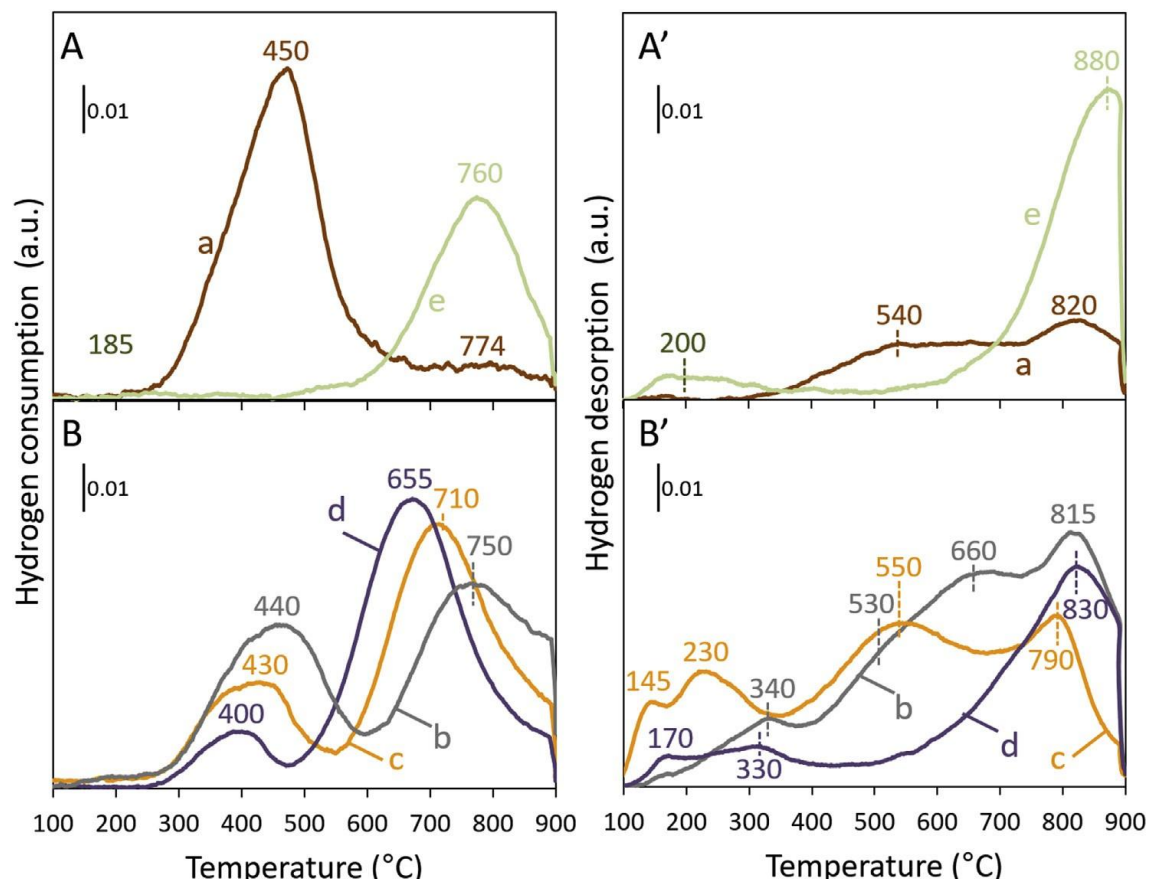 A
450
0.01
760
a
e
185
774
A’
880
0.01
e
540
820
200
a
B
0.01
655
710
d
750
440
430
400
b
c
B’
0.01
815
660
550
530
830
230
145
790
340
b
170
d
330
c
Hydrogen consumption (a.u.)
Hydrogen desorption (a.u.)
100 200 300 400 500 600 700 800 900
100 200 300 400 500 600 700 800 900
Temperature (°C)
Temperature (°C)